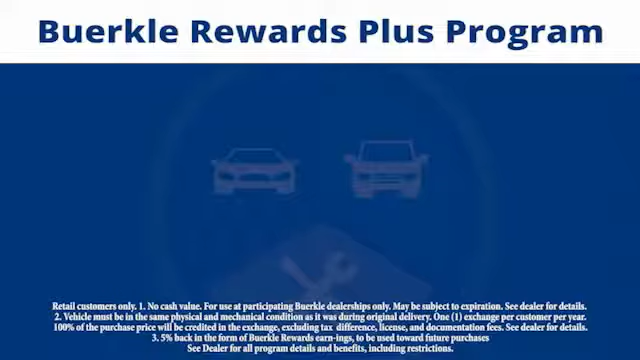 Buerkle Rewards Plus Program
Retail customers only. 1. No cash value. For use at participating Buerkle dealerships only. May be subject to expiration. See dealer for details.
2. Vehicle must be in the same physical and mechanical condition as it was during original delivery. One (1) exchange per customer per year.
100% of the purchase price will be credited in the exchange, excluding tax difference, license, and documentation fees. See dealer for details.
3. 5% back in the form of Buerkle Rewards earn-ings, to be used toward future purchases
See Dealer for all program details and benefits, including restrictions.